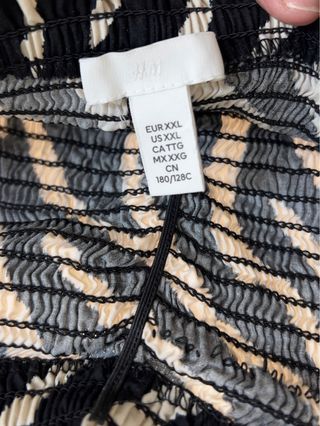 H&M
EUR XXL
US XXL
CA TTG
MX XXG
CN
180/128C